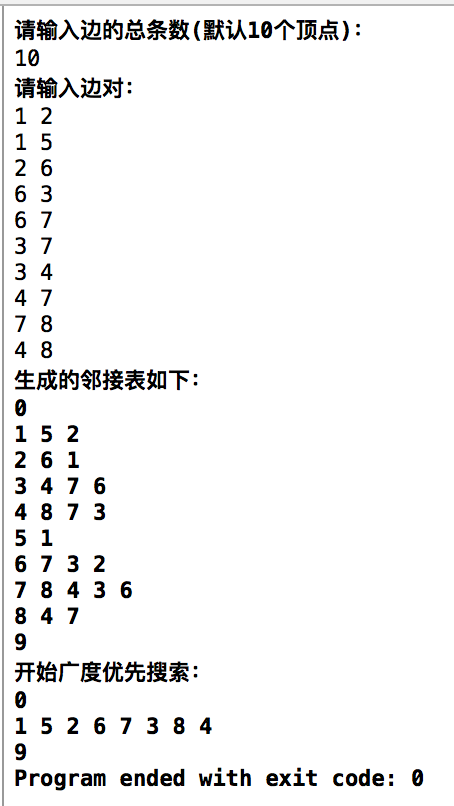 请输入边的总条数(默认10个顶点)：
10
请输入边对：
1 2
1 5
2 6
6 3
6 7
3 7
3 4
4 7
7 8
4 8
生成的邻接表如下：
0
1 5 2
2 6 1
3 4 7 6
4 8 7 3
5 1
6 7 3 2
7 8 4 3 6
8 4 7
9
开始广度优先搜索：
0
1 5 2 6 7 3 8 4
9
Program ended with exit code: 0